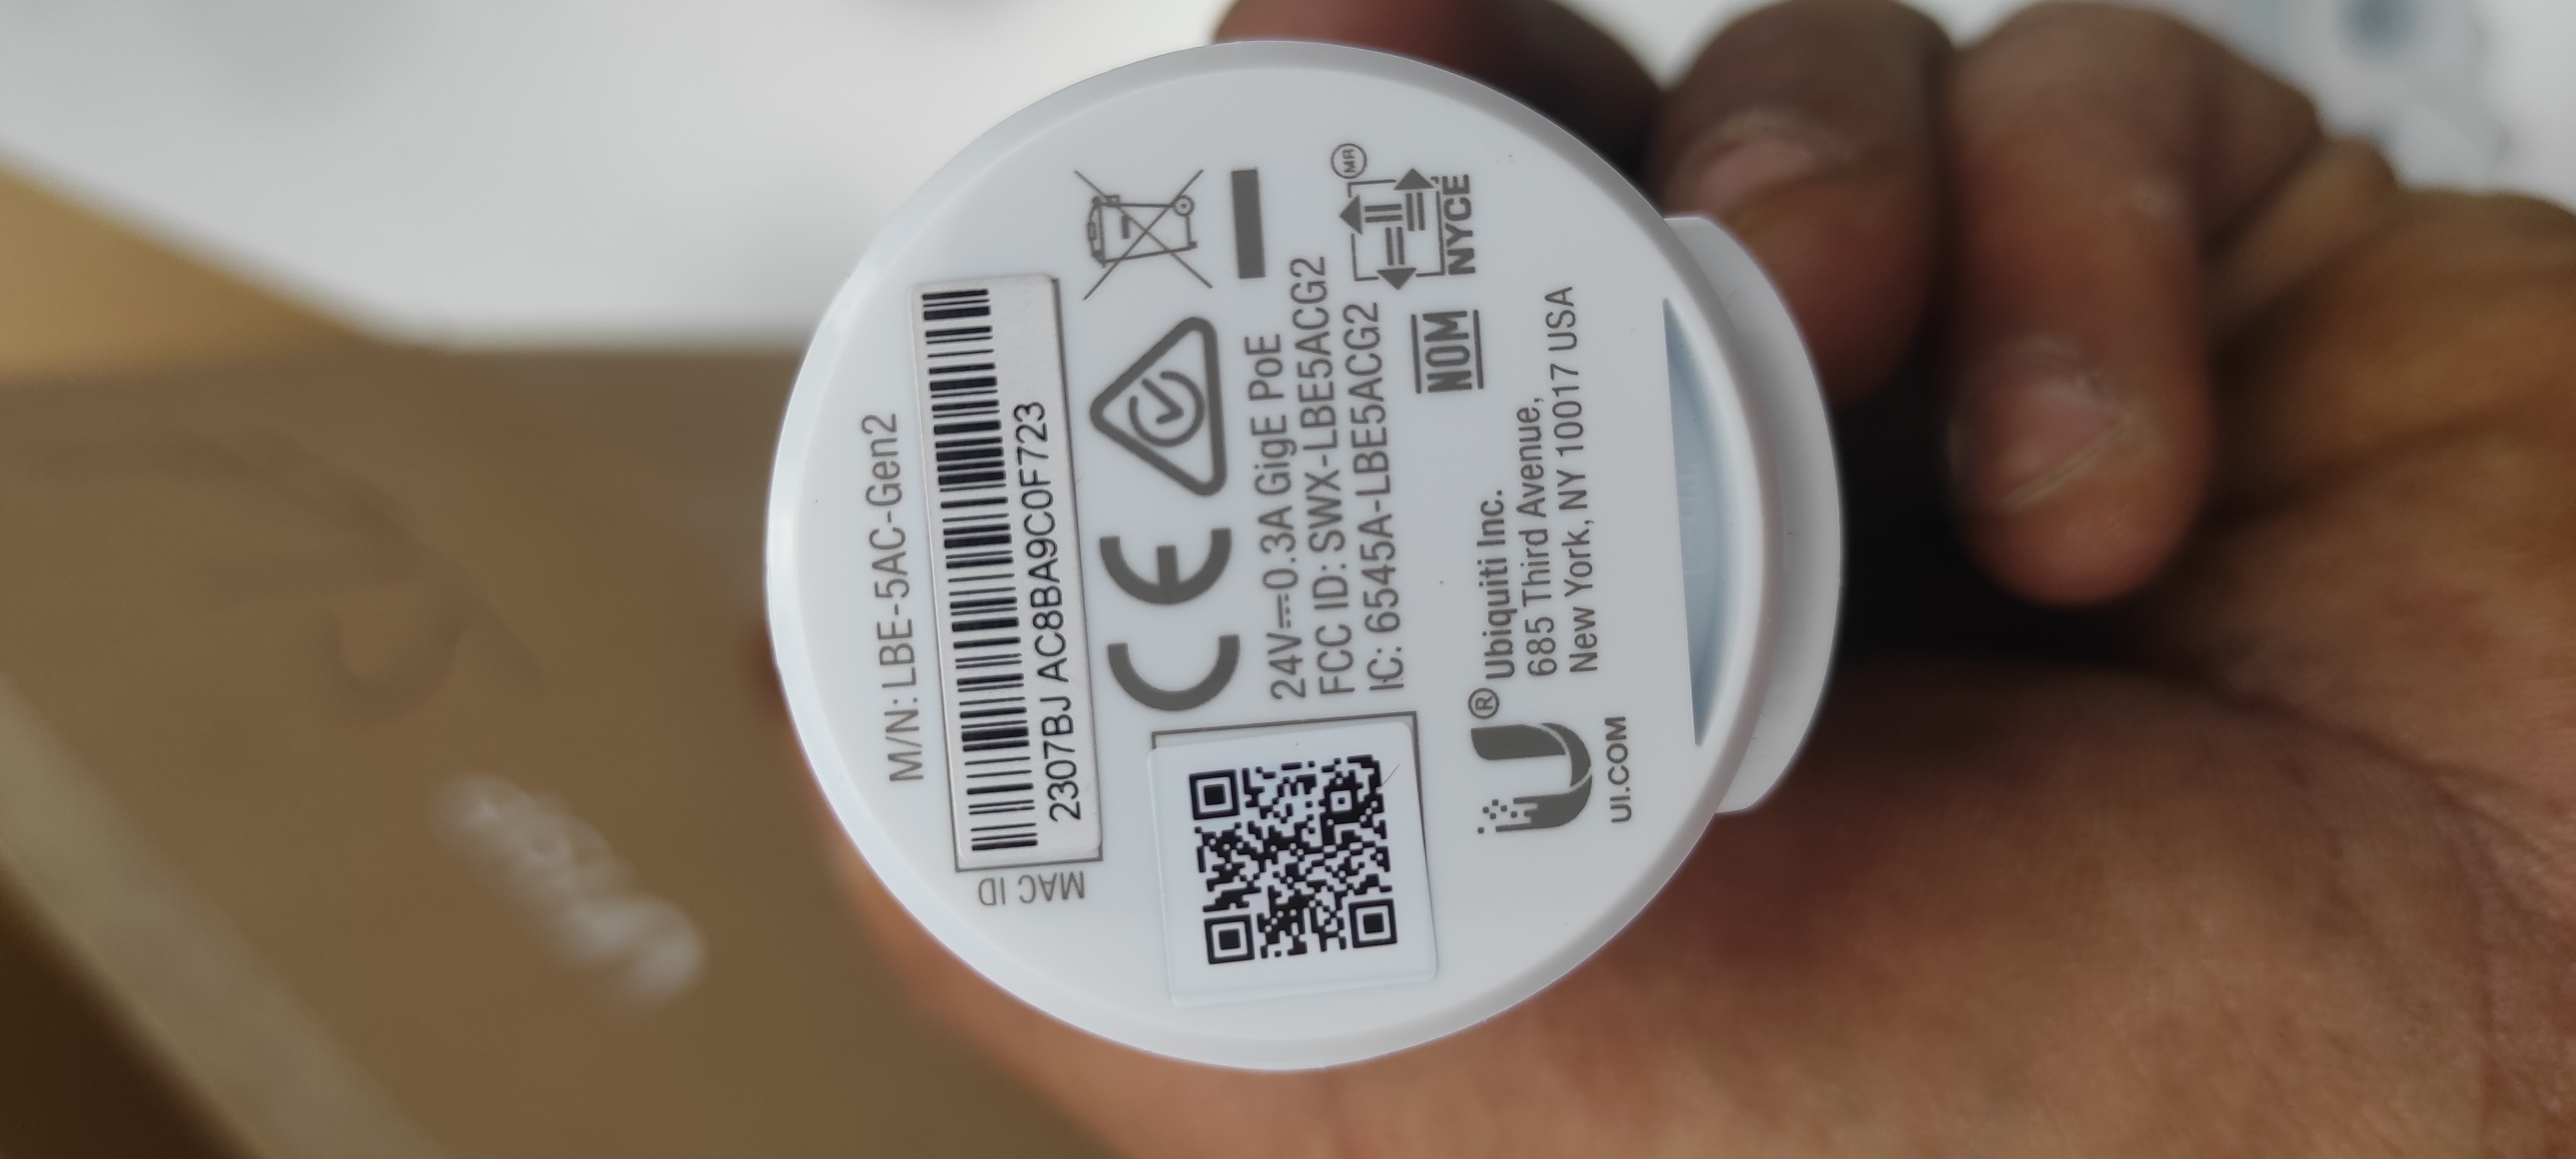 M/N: LBE-5AC-Gen2
MAC ID
2307BJ AC8BA9C0F723
CE
24V⎓0.3A GigE PoE
FCC ID: SWX-LBE5ACG2
IC: 6545A-LBE5ACG2
NOM
NYCE
MR
U®
Ubiquiti Inc.
685 Third Avenue,
New York, NY 10017 USA
UI.COM